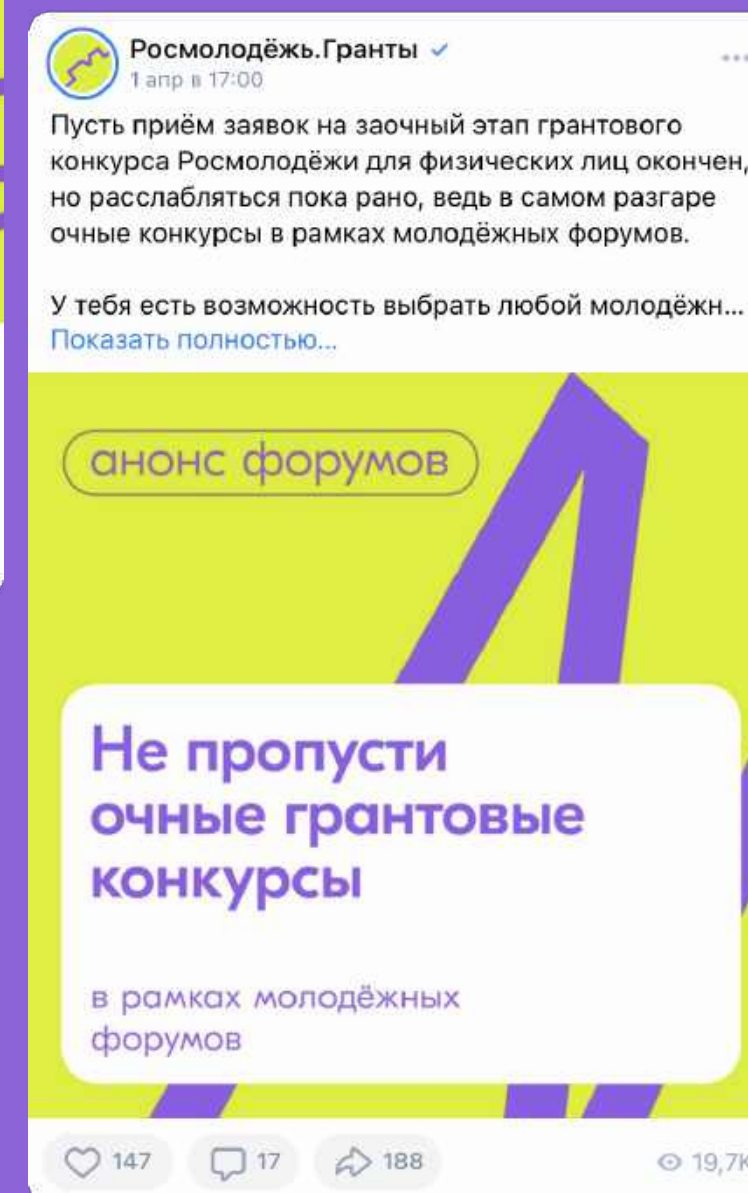 Росмолодёжь.Гранты
1 апр в 17:00
Пусть приём заявок на заочный этап грантового
конкурса Росмолодёжи для физических лиц окончен,
но расслабляться пока рано, ведь в самом разгаре
очные конкурсы в рамках молодёжных форумов.
У тебя есть возможность выбрать любой молодёжн...
Показать полностью...
анонс форумов
Не пропусти
очные грантовые
конкурсы
в рамках молодёжных
форумов
147 17 188 19,7K